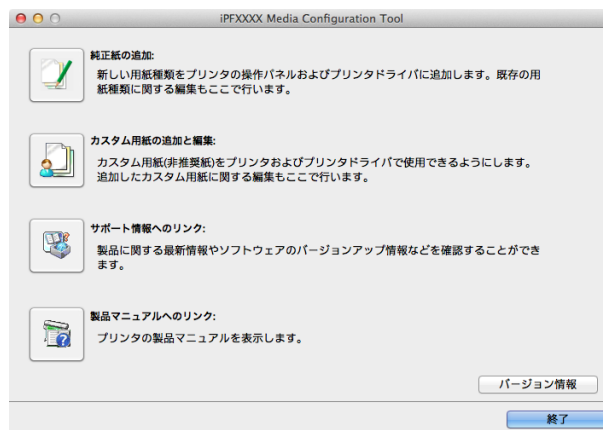 iPFXXXX Media Configuration Tool
純正紙の追加:
新しい用紙種類をプリンタの操作パネルおよびプリンタドライバに追加します。既存の用
紙種類に関する編集もここで行います。
カスタム用紙の追加と編集:
カスタム用紙(非推奨紙)をプリンタおよびプリンタドライバで使用できるようにします。
追加したカスタム用紙に関する編集もここで行います。
サポート情報へのリンク:
製品に関する最新情報やソフトウェアのバージョンアップ情報などを確認することができ
ます。
製品マニュアルへのリンク:
プリンタの製品マニュアルを表示します。
バージョン情報
終了